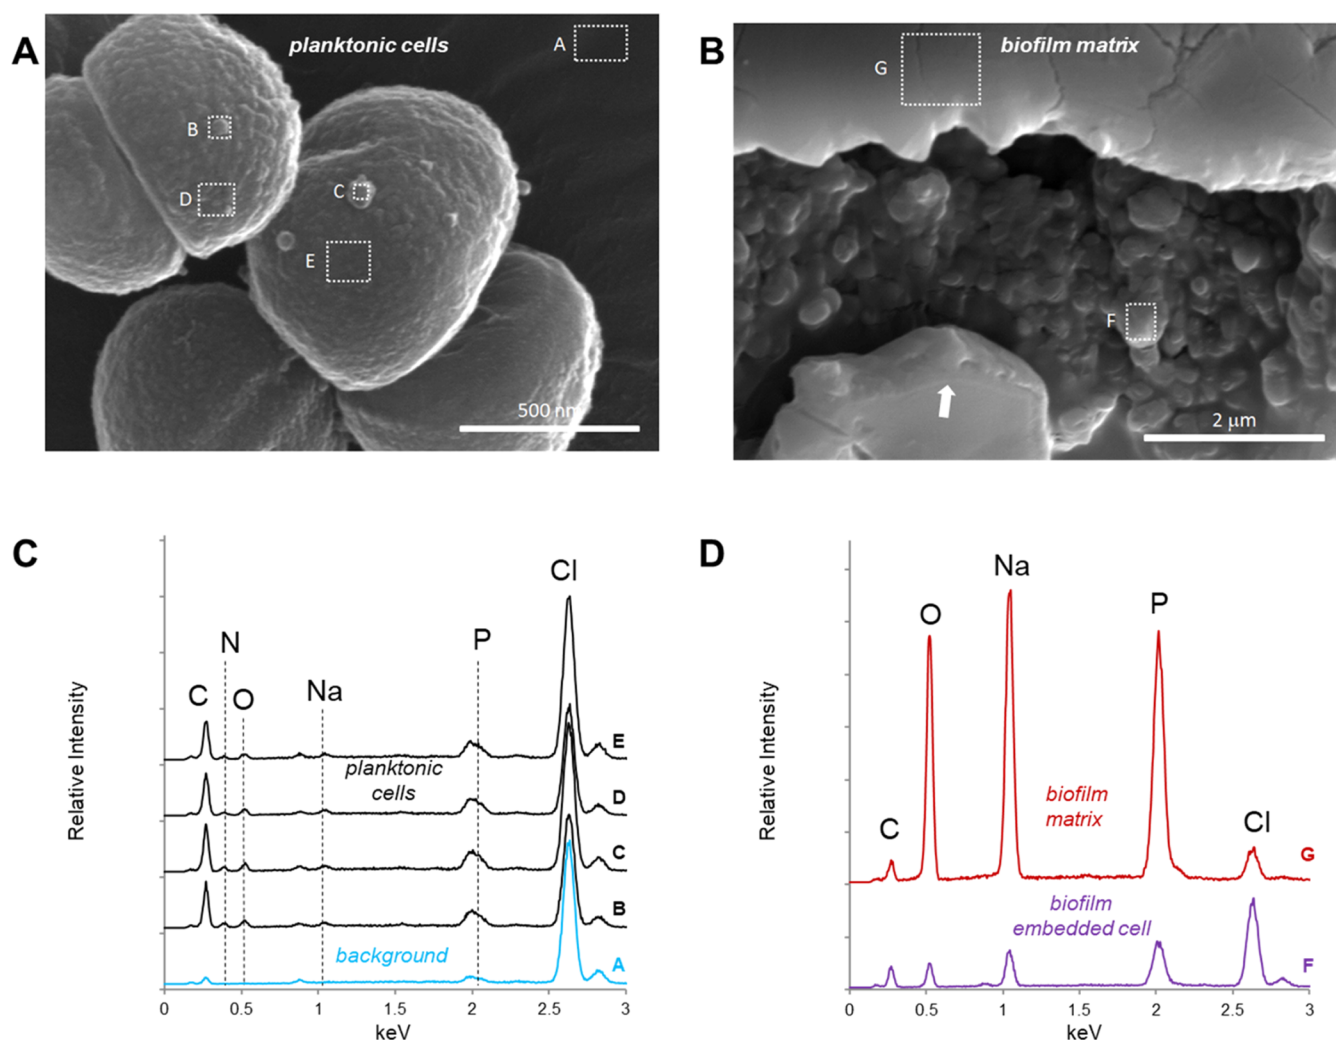 A
planktonic cells
A
B
D
C
E
500 nm
B
biofilm matrix
G
F
2 μm
C
Relative Intensity
C
N
O
Na
P
Cl
planktonic
cells
background
E
D
C
B
A
0
0.5
1
1.5
2
2.5
3
keV
D
Relative Intensity
C
O
Na
P
Cl
biofilm
matrix
G
biofilm
embedded cell
F
0
0.5
1
1.5
2
2.5
3
keV